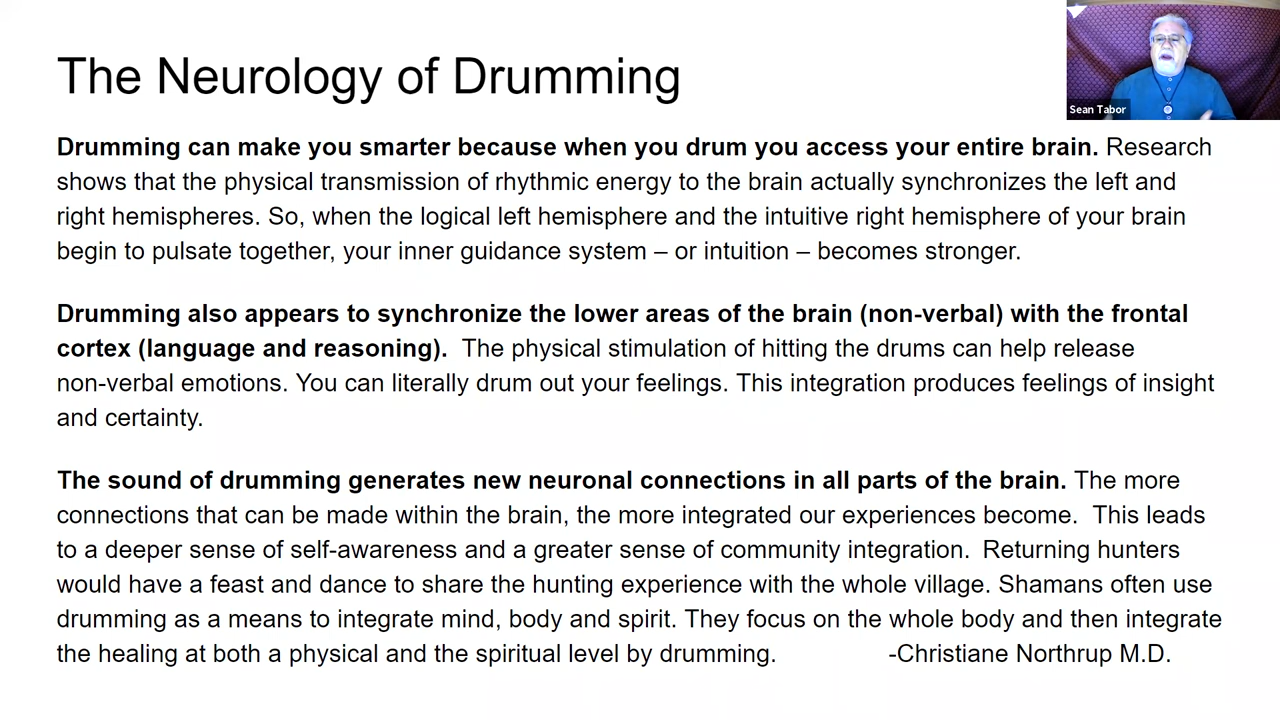 The Neurology of Drumming
Sean Tabor
Drumming can make you smarter because when you drum you access your entire brain. Research
shows that the physical transmission of rhythmic energy to the brain actually synchronizes the left and
right hemispheres. So, when the logical left hemisphere and the intuitive right hemisphere of your brain
begin to pulsate together, your inner guidance system – or intuition – becomes stronger.
Drumming also appears to synchronize the lower areas of the brain (non-verbal) with the frontal
cortex (language and reasoning). The physical stimulation of hitting the drums can help release
non-verbal emotions. You can literally drum out your feelings. This integration produces feelings of insight
and certainty.
The sound of drumming generates new neuronal connections in all parts of the brain. The more
connections that can be made within the brain, the more integrated our experiences become. This leads
to a deeper sense of self-awareness and a greater sense of community integration. Returning hunters
would have a feast and dance to share the hunting experience with the whole village. Shamans often use
drumming as a means to integrate mind, body and spirit. They focus on the whole body and then integrate
the healing at both a physical and the spiritual level by drumming. -Christiane Northrup M.D.